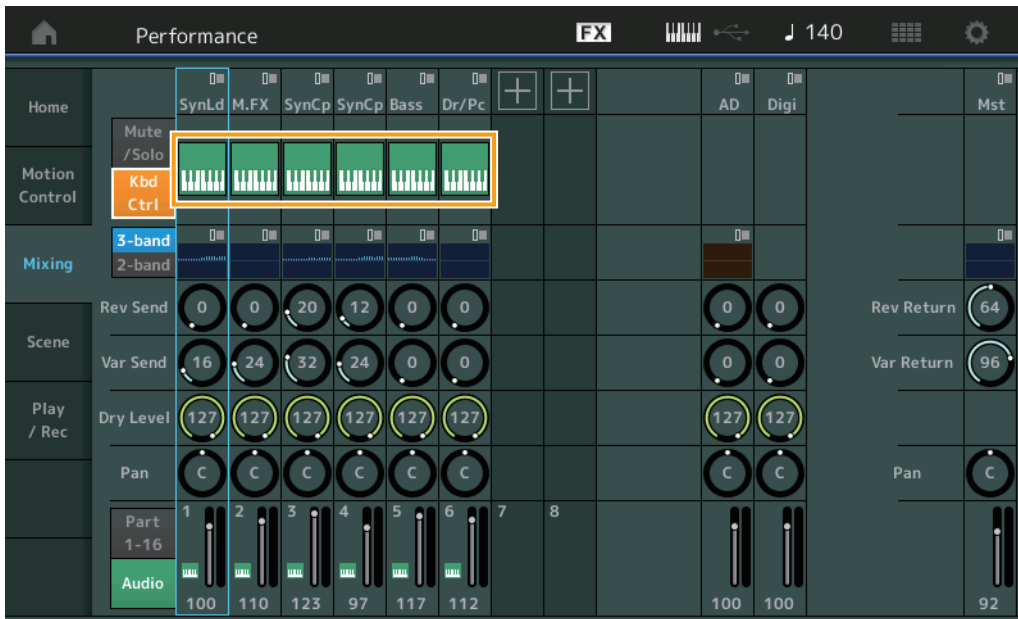 Performance FX 140
SynLd M.FX SynCp SynCp Bass Dr/Pc AD Digi Mst
Home
Mute
/Solo
Motion
Control
Kbd
Ctrl
3-band
2-band
Mixing
Rev Send 0 0 20 12 0 0 0 0 Rev Return 64
Scene
Var Send 16 24 32 24 0 0 0 0 Var Return 96
Play
/ Rec
Dry Level 127 127 127 127 127 127 127 127
Pan C C C C C C C C Pan C
1 2 3 4 5 6 7 8
Part
1-16
Audio
100 110 123 97 117 112 100 100 92